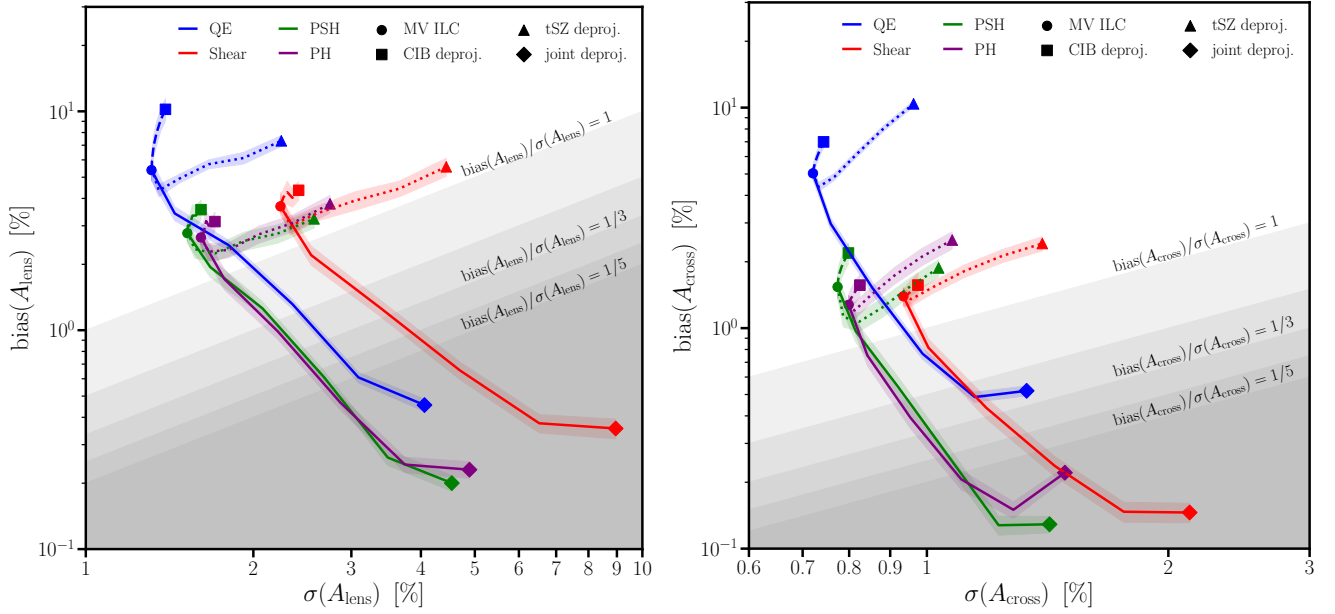 QE PSH MV ILC tSZ deproj.
Shear PH CIB deproj. joint deproj.
bias(A_lens)/σ(A_lens) = 1
bias(A_lens)/σ(A_lens) = 1/3
bias(A_lens)/σ(A_lens) = 1/5
bias(A_lens) [%]
10^1
10^0
10^−1
1 2 3 4 5 6 7 8 9 10
σ(A_lens) [%]
QE PSH MV ILC tSZ deproj.
Shear PH CIB deproj. joint deproj.
bias(A_cross)/σ(A_cross) = 1
bias(A_cross)/σ(A_cross) = 1/3
bias(A_cross)/σ(A_cross) = 1/5
bias(A_cross) [%]
10^1
10^0
10^−1
0.6 0.7 0.8 0.9 1 2 3
σ(A_cross) [%]